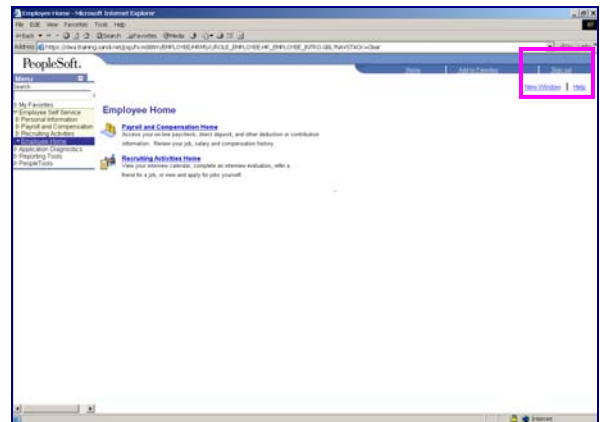 Employee Home - Microsoft Internet Explorer
File Edit View Favorites Tools Help
Back Search Favorites Media
Address
PeopleSoft.
Home Add to Favorites Sign out
Menu
New Window | Help
Search
My Favorites
Employee Self Service
Personal Information
Payroll and Compensation
Recruiting Activities
Employee Home
Application Diagnostics
Reporting Tools
PeopleTools
Employee Home
Payroll and Compensation Home
Access your on-line paycheck, direct deposit, and other deduction or contribution
information. Review your job, salary and compensation history.
Recruiting Activities Home
View your interview calendar, complete an interview evaluation, refer a
friend for a job, or view and apply for jobs yourself.
Internet